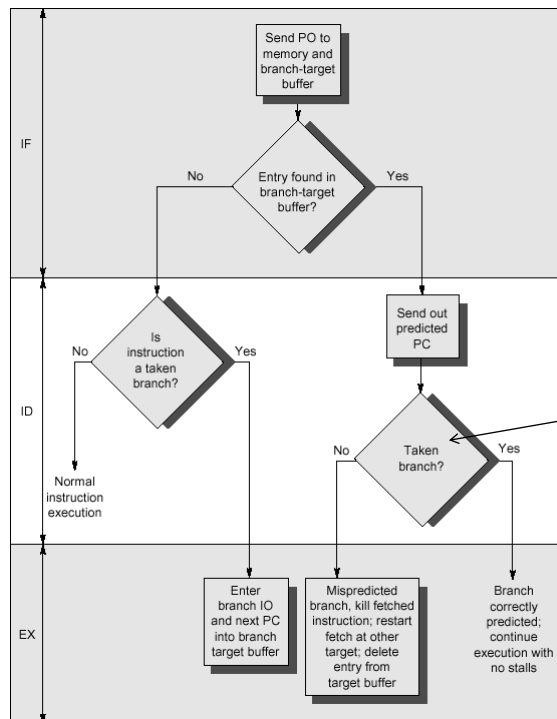 Send PO to
memory and
branch-target
buffer
IF
No
Entry found in
branch-target
buffer?
Yes
ID
No
Is
instruction
a taken
branch?
Yes
Send out
predicted
PC
No
Taken
branch?
Yes
Normal
instruction
execution
EX
Enter
branch IO
and next PC
into branch
target buffer
Mispredicted
branch, kill fetched
instruction; restart
fetch at other
target; delete
entry from
target buffer
Branch
correctly
predicted;
continue
execution with
no stalls